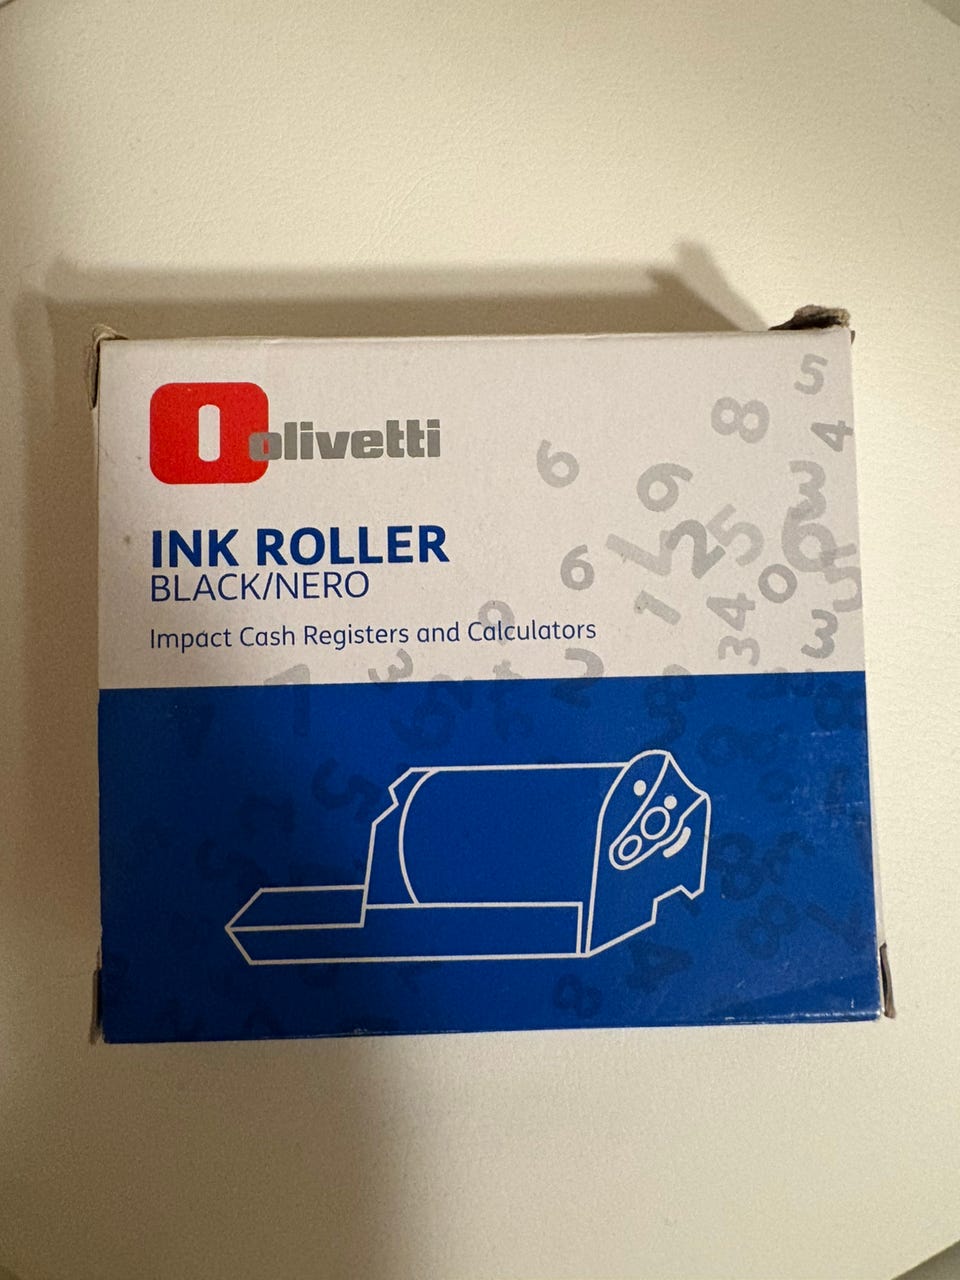 olivetti
INK ROLLER
BLACK/NERO
Impact Cash Registers and Calculators